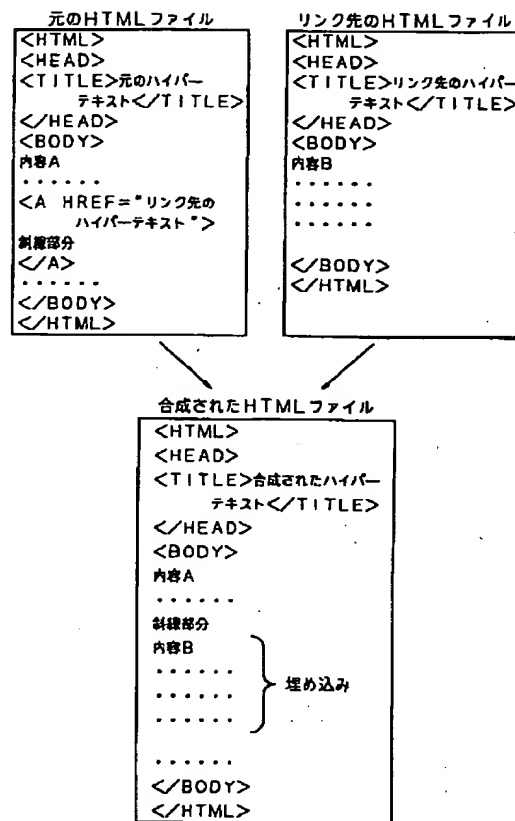 元のHTMLファイル
<HTML>
<HEAD>
<TITLE>元のハイパー
テキスト</TITLE>
</HEAD>
<BODY>
内容A
・・・・・・
<A HREF="リンク先の
ハイパーテキスト">
斜線部分
</A>
・・・・・・
</BODY>
</HTML>
リンク先のHTMLファイル
<HTML>
<HEAD>
<TITLE>リンク先のハイパー
テキスト</TITLE>
</HEAD>
<BODY>
内容B
・・・・・・
・・・・・・
・・・・・・
</BODY>
</HTML>
合成されたHTMLファイル
<HTML>
<HEAD>
<TITLE>合成されたハイパー
テキスト</TITLE>
</HEAD>
<BODY>
内容A
・・・・・・
斜線部分
内容B
・・・・・・
・・・・・・
・・・・・・
埋め込み
・・・・・・
</BODY>
</HTML>